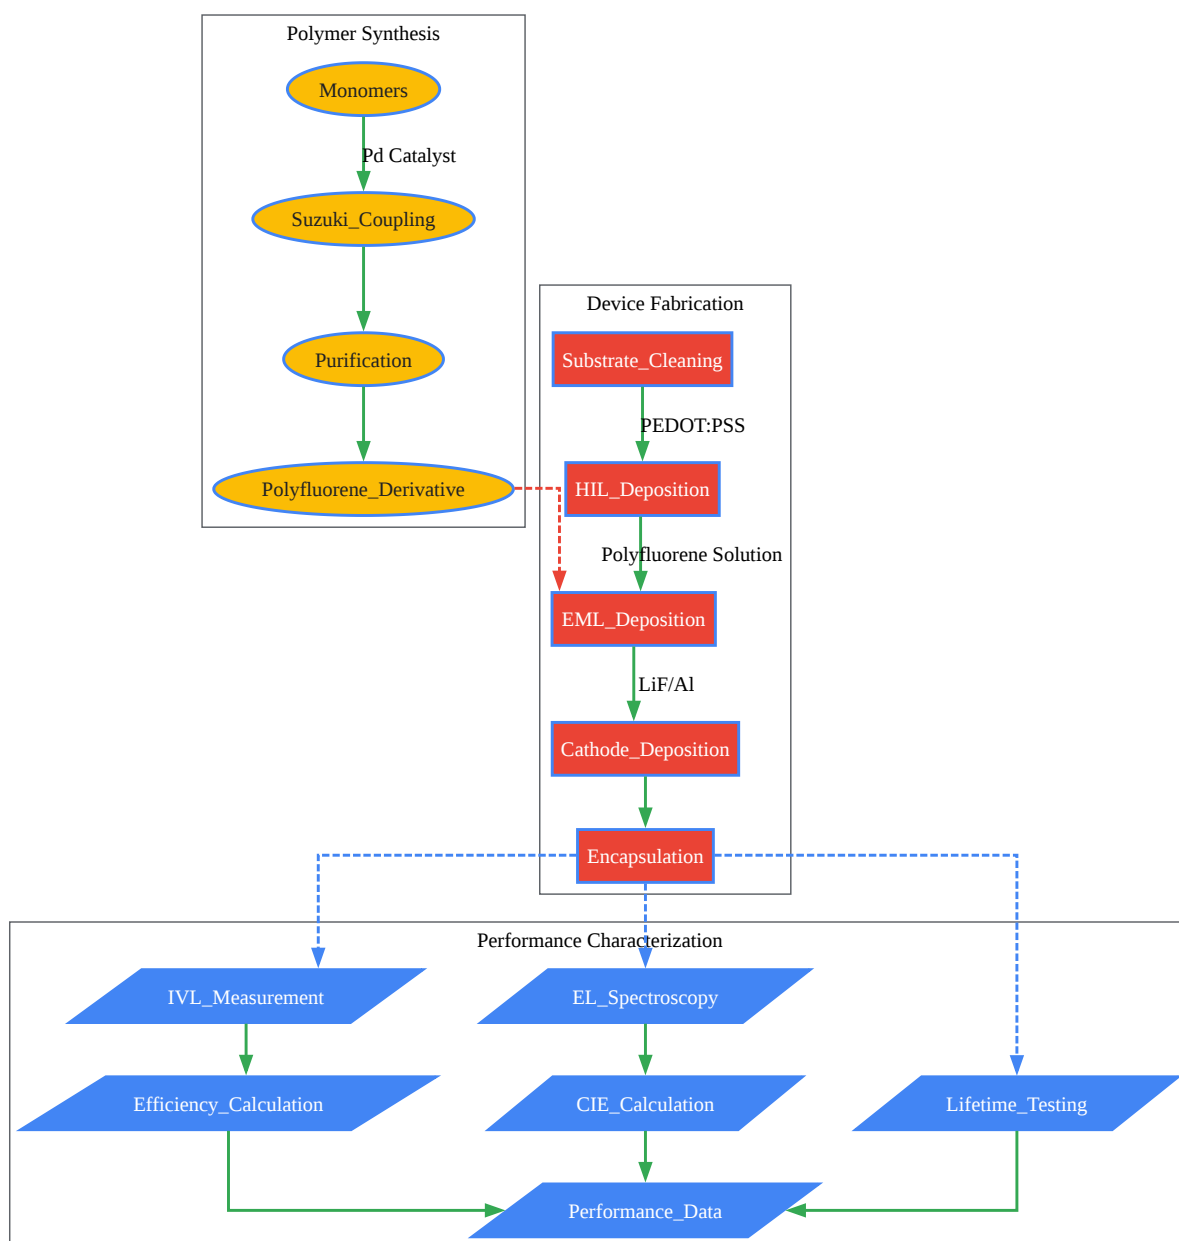 Polymer Synthesis
Monomers
Pd Catalyst
Suzuki_Coupling
Purification
Polyfluorene_Derivative
Device Fabrication
Substrate_Cleaning
PEDOT:PSS
HIL_Deposition
Polyfluorene Solution
EML_Deposition
LiF/Al
Cathode_Deposition
Encapsulation
Performance Characterization
IVL_Measurement
EL_Spectroscopy
Efficiency_Calculation
CIE_Calculation
Lifetime_Testing
Performance_Data